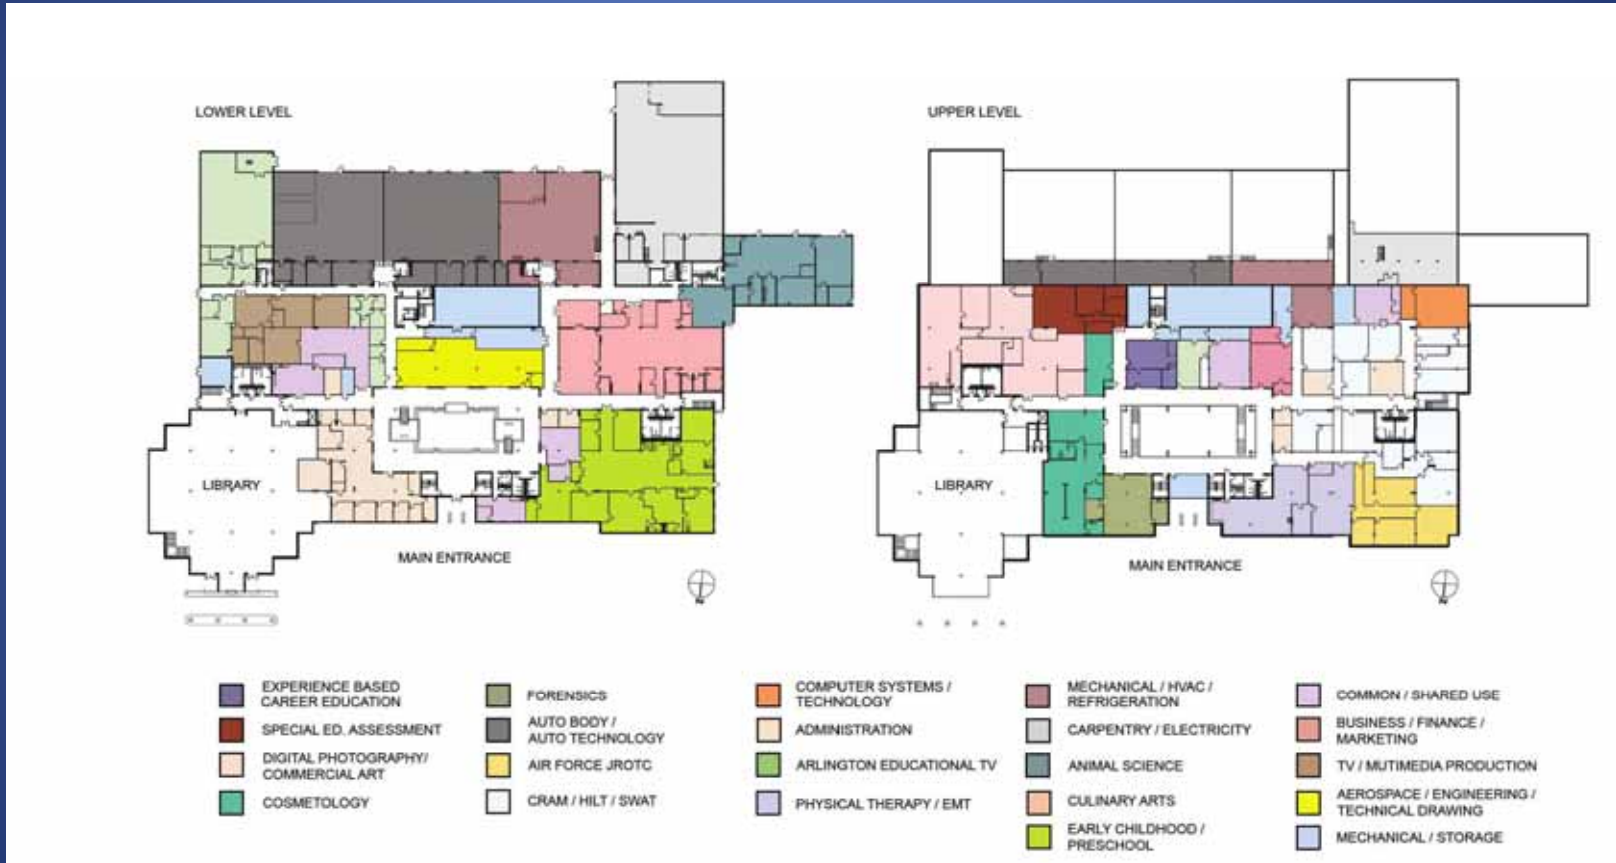 LOWER LEVEL
UPPER LEVEL
LIBRARY
LIBRARY
MAIN ENTRANCE
MAIN ENTRANCE
EXPERIENCE BASED
CAREER EDUCATION
SPECIAL ED. ASSESSMENT
DIGITAL PHOTOGRAPHY/
COMMERCIAL ART
COSMETOLOGY
FORENSICS
AUTO BODY /
AUTO TECHNOLOGY
AIR FORCE JROTC
CRAM / HILT / SWAT
COMPUTER SYSTEMS /
TECHNOLOGY
ADMINISTRATION
ARLINGTON EDUCATIONAL TV
PHYSICAL THERAPY / EMT
MECHANICAL / HVAC /
REFRIGERATION
CARPENTRY / ELECTRICITY
ANIMAL SCIENCE
CULINARY ARTS
EARLY CHILDHOOD /
PRESCHOOL
COMMON / SHARED USE
BUSINESS / FINANCE /
MARKETING
TV / MUTIMEDIA PRODUCTION
AEROSPACE / ENGINEERING /
TECHNICAL DRAWING
MECHANICAL / STORAGE